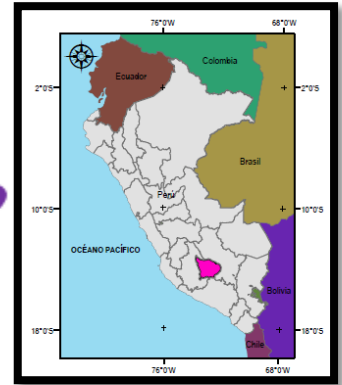 76°0'W 68°0'W
Colombia
Ecuador
2°0'S 2°0'S
Brasil
Perú
10°0'S 10°0'S
OCÉANO PACÍFICO
Bolivia
18°0'S 18°0'S
Chile
76°0'W 68°0'W